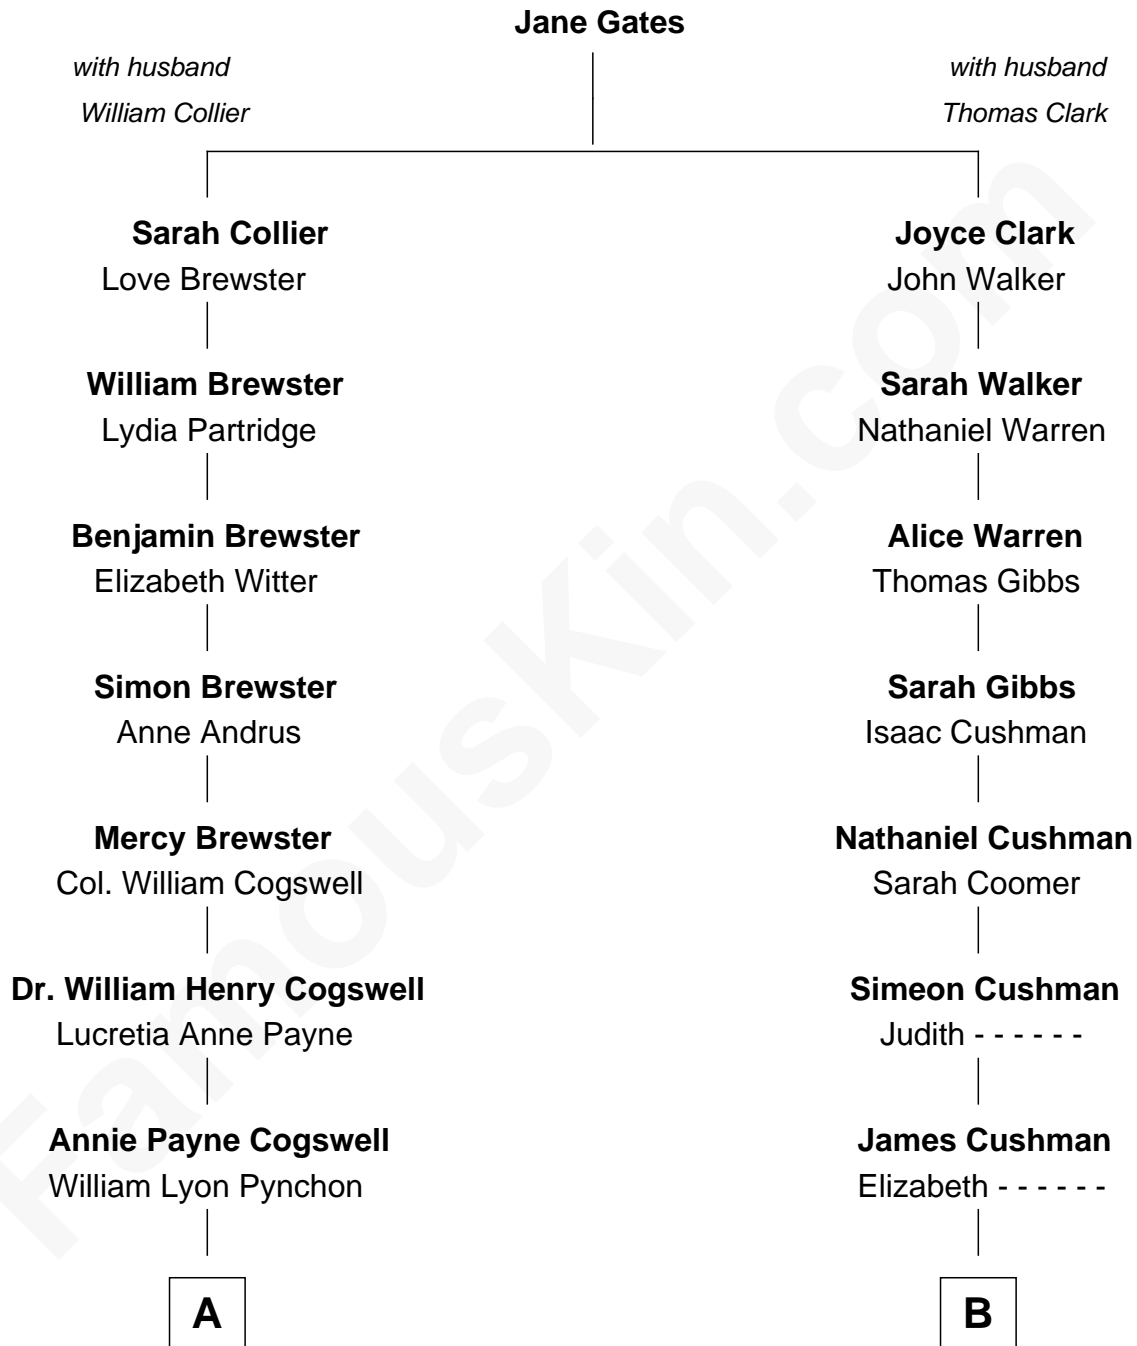 Jane Gates
with husband
William Collier
with husband
Thomas Clark
Sarah Collier
Love Brewster
Joyce Clark
John Walker
William Brewster
Lydia Partridge
Sarah Walker
Nathaniel Warren
Benjamin Brewster
Elizabeth Witter
Alice Warren
Thomas Gibbs
Simon Brewster
Anne Andrus
Sarah Gibbs
Isaac Cushman
Mercy Brewster
Col. William Cogswell
Nathaniel Cushman
Sarah Coomer
Dr. William Henry Cogswell
Lucretia Anne Payne
Simeon Cushman
Judith - - - - - -
Annie Payne Cogswell
William Lyon Pynchon
James Cushman
Elizabeth - - - - - -
A
B
FamousKin.com